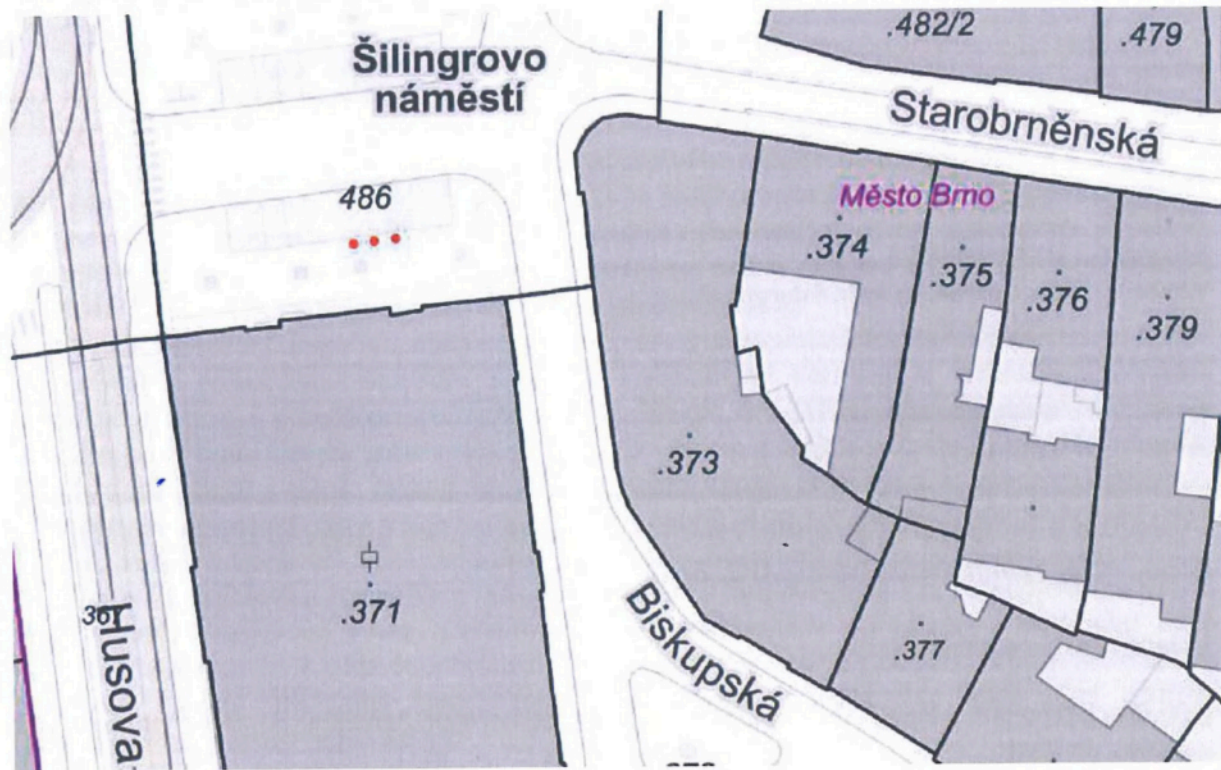 .482/2
.479
Šilingrovo
náměstí
Starobrněnská
486
Město Brno
.374
.375
.376
.379
.373
.371
Husova
Biskupská
.377